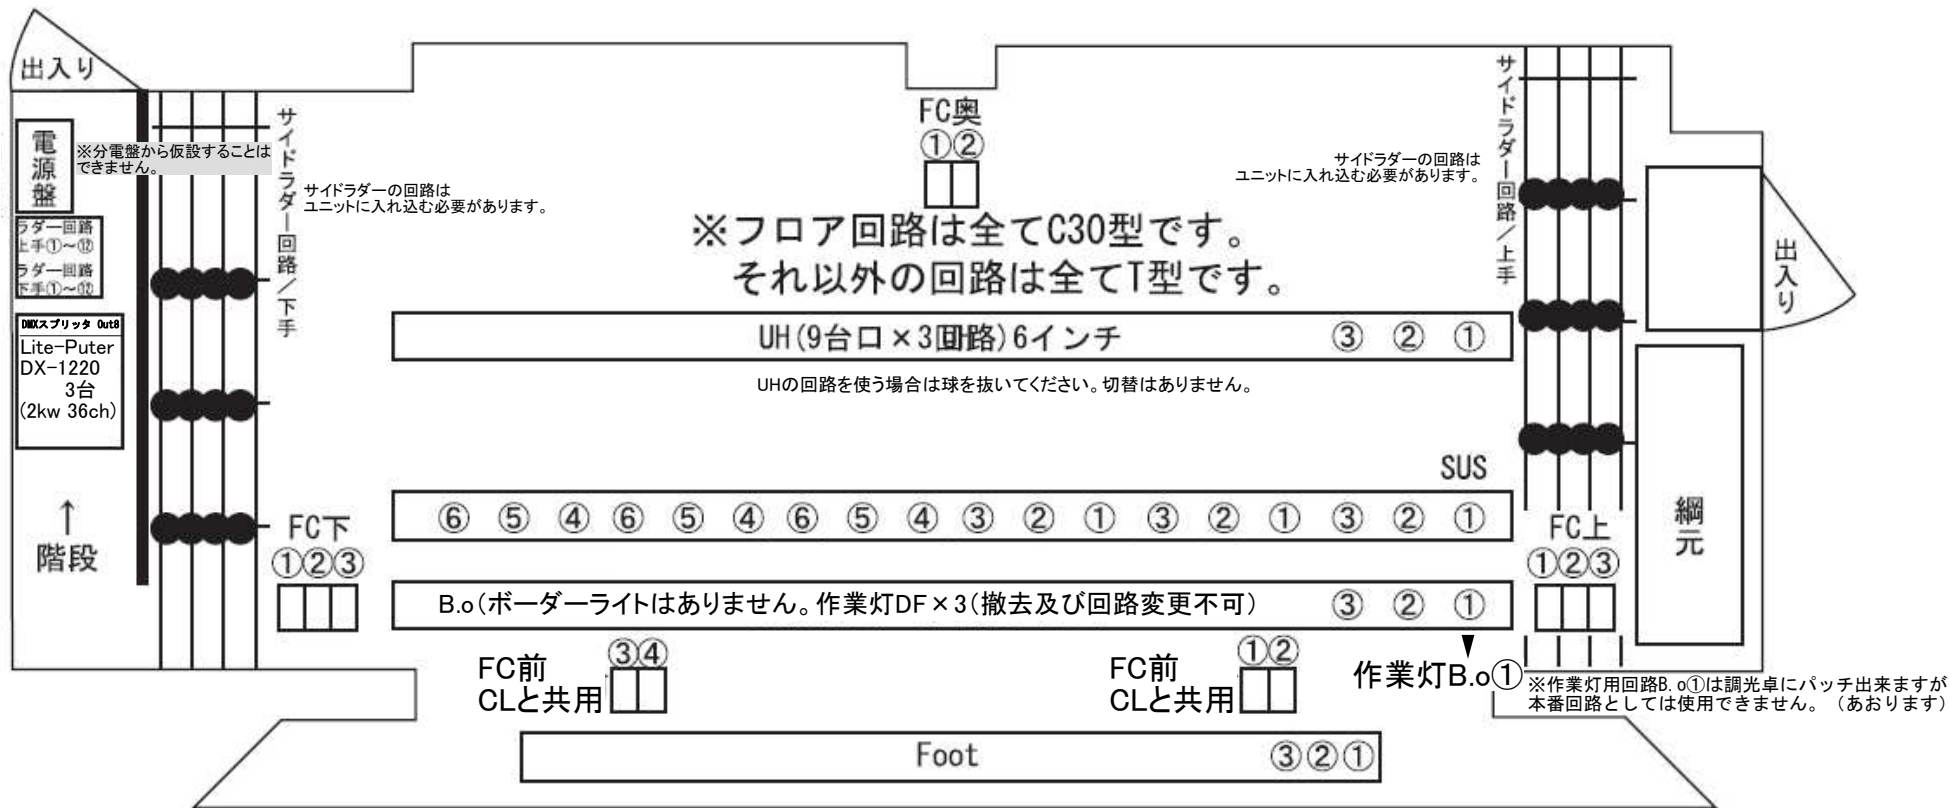 出入り
電源盤
※分電盤から仮設することは
できません。
ラダー回路
上手①～⑫
ラダー回路
下手①～⑫
DMXスプリッタ Out8
Lite-Puter
DX-1220
3台
(2kw 36ch)
↑
階段
サイドラダー回路／下手
サイドラダーの回路は
ユニットに入れ込む必要があります。
FC奥
①②
サイドラダーの回路は
ユニットに入れ込む必要があります。
サイドラダー回路／上手
出入り
※フロア回路は全てC30型です。
それ以外の回路は全てT型です。
UH(9台口×3回路)6インチ ③ ② ①
UHの回路を使う場合は球を抜いてください。切替はありません。
SUS
⑥ ⑤ ④ ⑥ ⑤ ④ ⑥ ⑤ ④ ③ ② ① ③ ② ① ③ ② ①
FC下
①②③
FC上
①②③
綱元
B.o(ボーダーライトはありません。作業灯DF×3(撤去及び回路変更不可) ③ ② ①
FC前
CLと共用
③④
FC前
CLと共用
①②
作業灯B.o①
※作業灯用回路B.o①は調光卓にパッチ出来ますが
本番回路としては使用できません。（あおります）
Foot ③②①